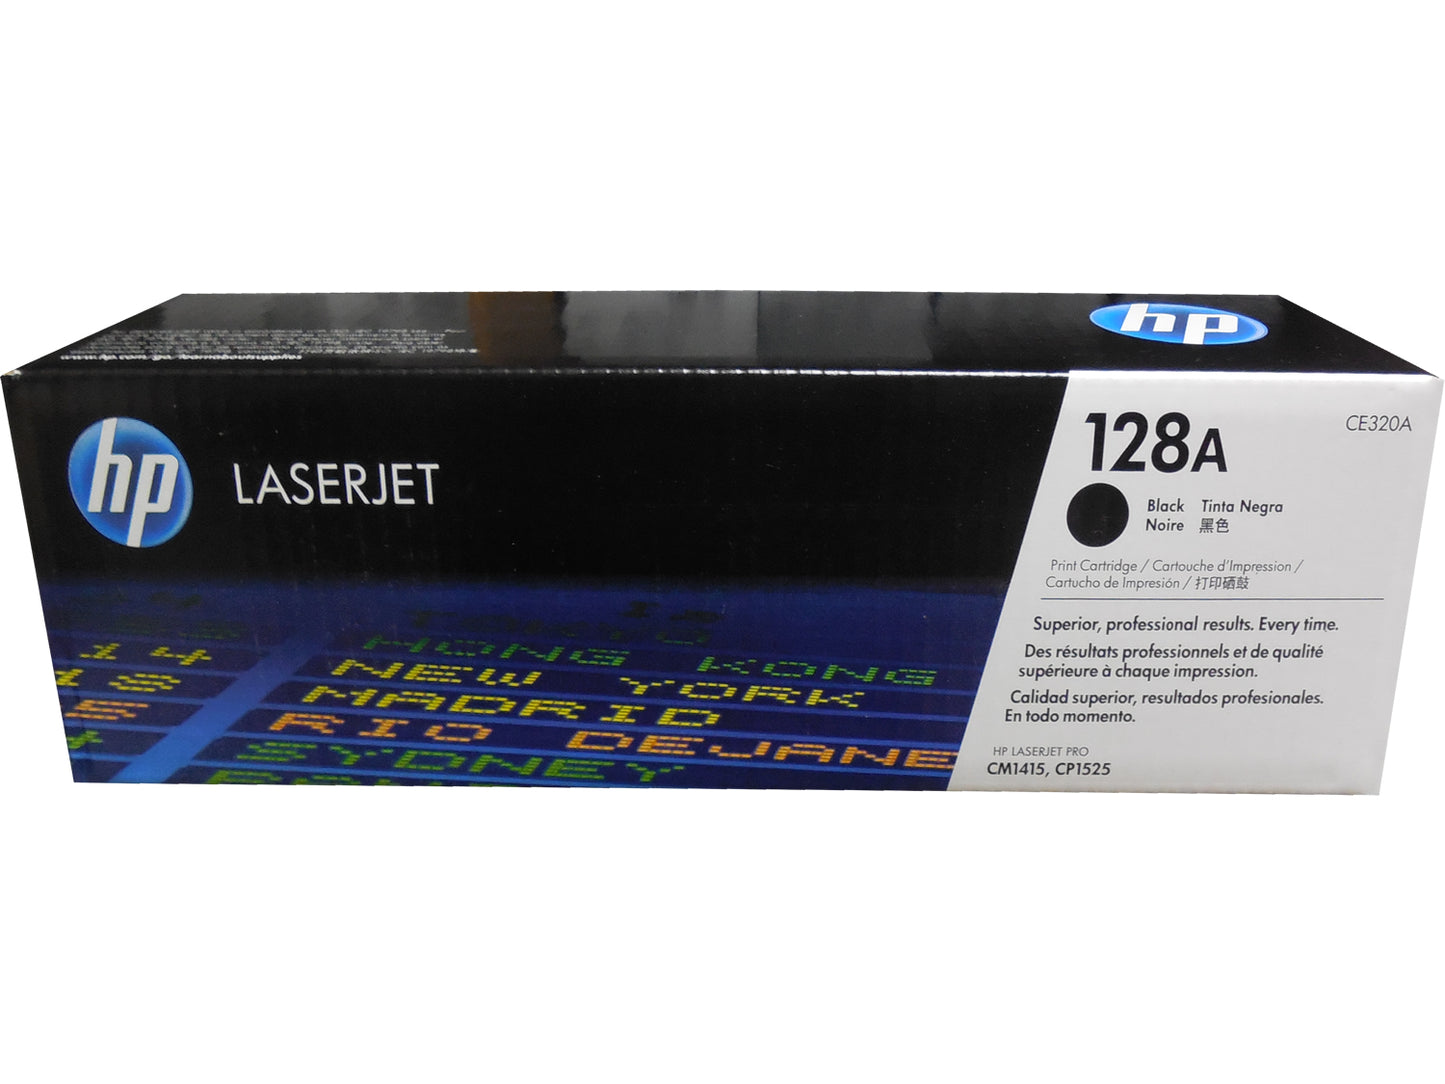 hp
hp
LASERJET
128A
CE320A
Black Tinta Negra
Noire 黑色
Print Cartridge / Cartouche d'Impression /
Cartucho de Impresión / 打印硒鼓
Superior, professional results. Every time.
Des résultats professionnels et de qualité
supérieure à chaque impression.
Calidad superior, resultados profesionales.
En todo momento.
HP LASERJET PRO
CM1415, CP1525
TOKYO
HONG KONG
14 NEW YORK
MADRID
RIO DEJANE
SYDNEY